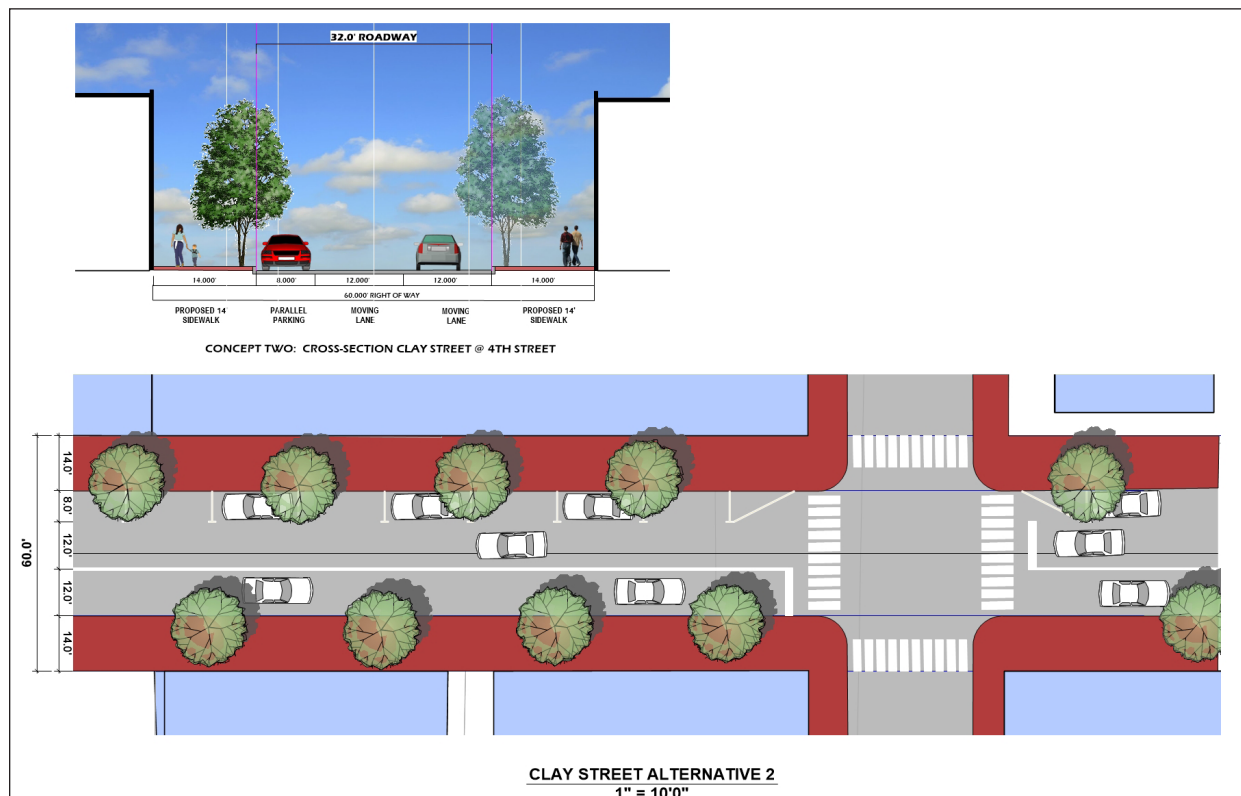 32.0' ROADWAY
14.000' 8.000' 12.000' 12.000' 14.000'
60.000' RIGHT OF WAY
PROPOSED 14' SIDEWALK
PARALLEL PARKING
MOVING LANE
MOVING LANE
PROPOSED 14' SIDEWALK
CONCEPT TWO: CROSS-SECTION CLAY STREET @ 4TH STREET
60.0'
14.0'
8.0'
12.0'
12.0'
14.0'
CLAY STREET ALTERNATIVE 2
1" = 10'0"